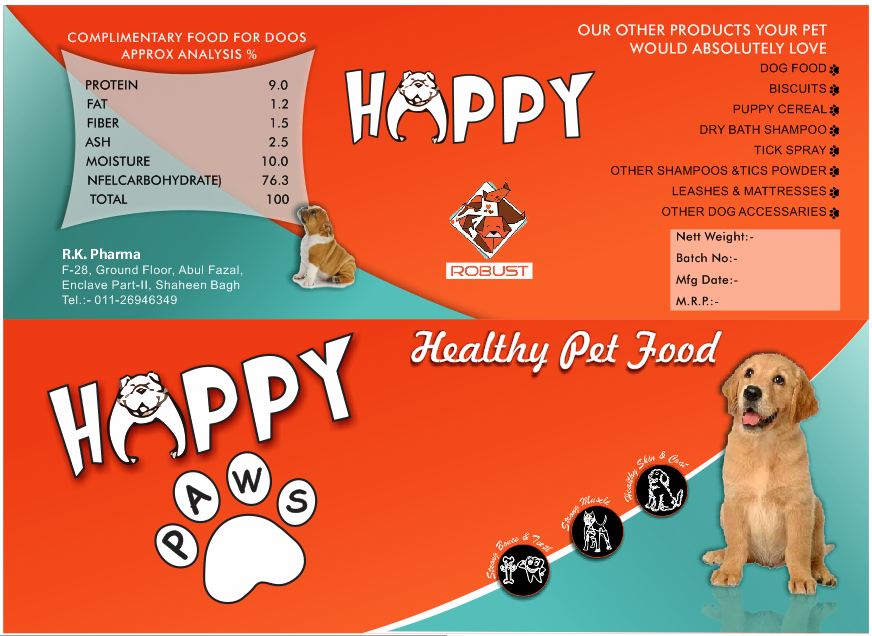 COMPLIMENTARY FOOD FOR DOOS
APPROX ANALYSIS %
PROTEIN 9.0
FAT 1.2
FIBER 1.5
ASH 2.5
MOISTURE 10.0
NFELCARBOHYDRATE) 76.3
TOTAL 100
R.K. Pharma
F-28, Ground Floor, Abul Fazal,
Enclave Part-II, Shaheen Bagh
Tel.:- 011-26946349
HAPPY
ROBUST
OUR OTHER PRODUCTS YOUR PET
WOULD ABSOLUTELY LOVE
DOG FOOD
BISCUITS
PUPPY CEREAL
DRY BATH SHAMPOO
TICK SPRAY
OTHER SHAMPOOS &TICS POWDER
LEASHES & MATTRESSES
OTHER DOG ACCESSARIES
Nett Weight:-
Batch No:-
Mfg Date:-
M.R.P.:-
HAPPY
PAWS
Healthy Pet Food
Strong Bones &
Strong Muscle
Healthy Skin & Coat